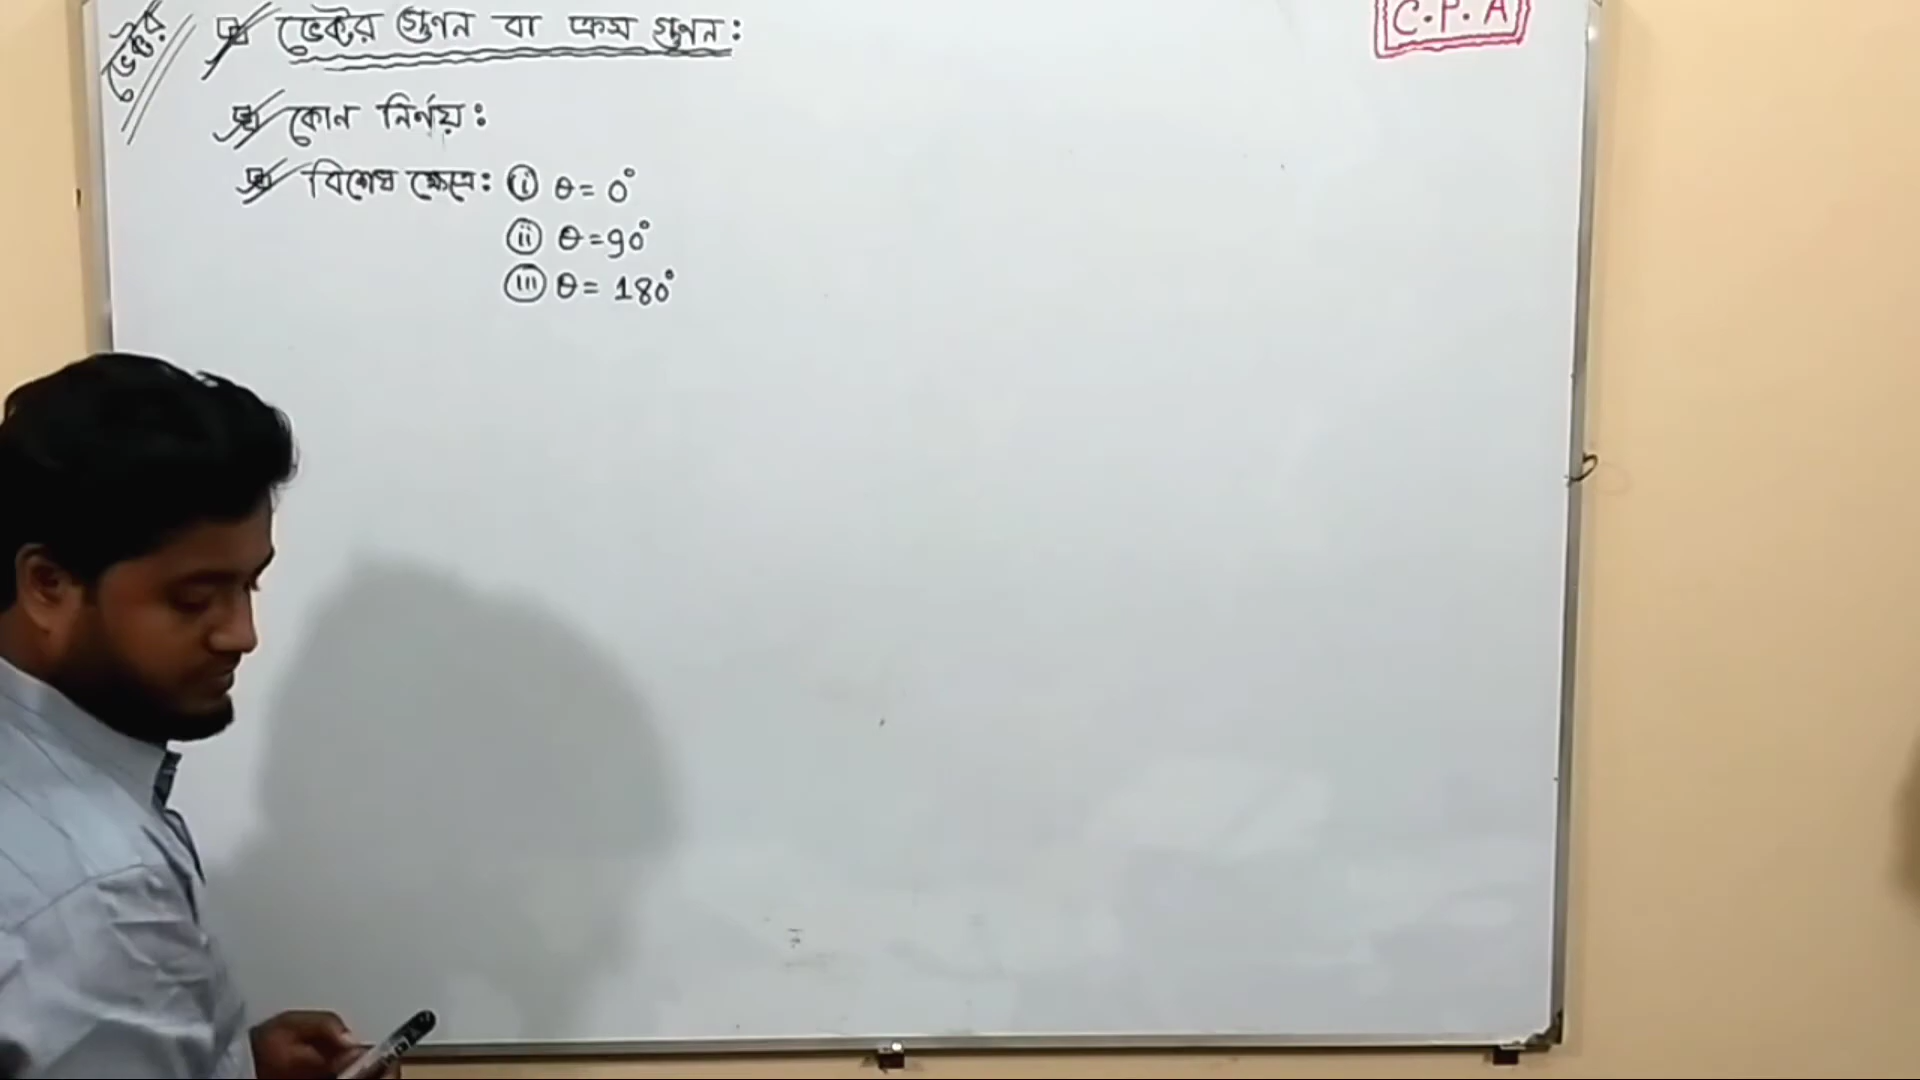 ভেক্টর
ভেক্টর গুণন বা ক্রস গুণন:
C.P.A
কোন নির্ণয়:
বিশেষ ক্ষেত্রে: (i) θ = 0°
(ii) θ = 90°
(iii) θ = 180°